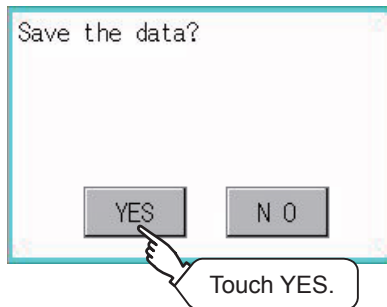 Save the data?
YES
N O
Touch YES.